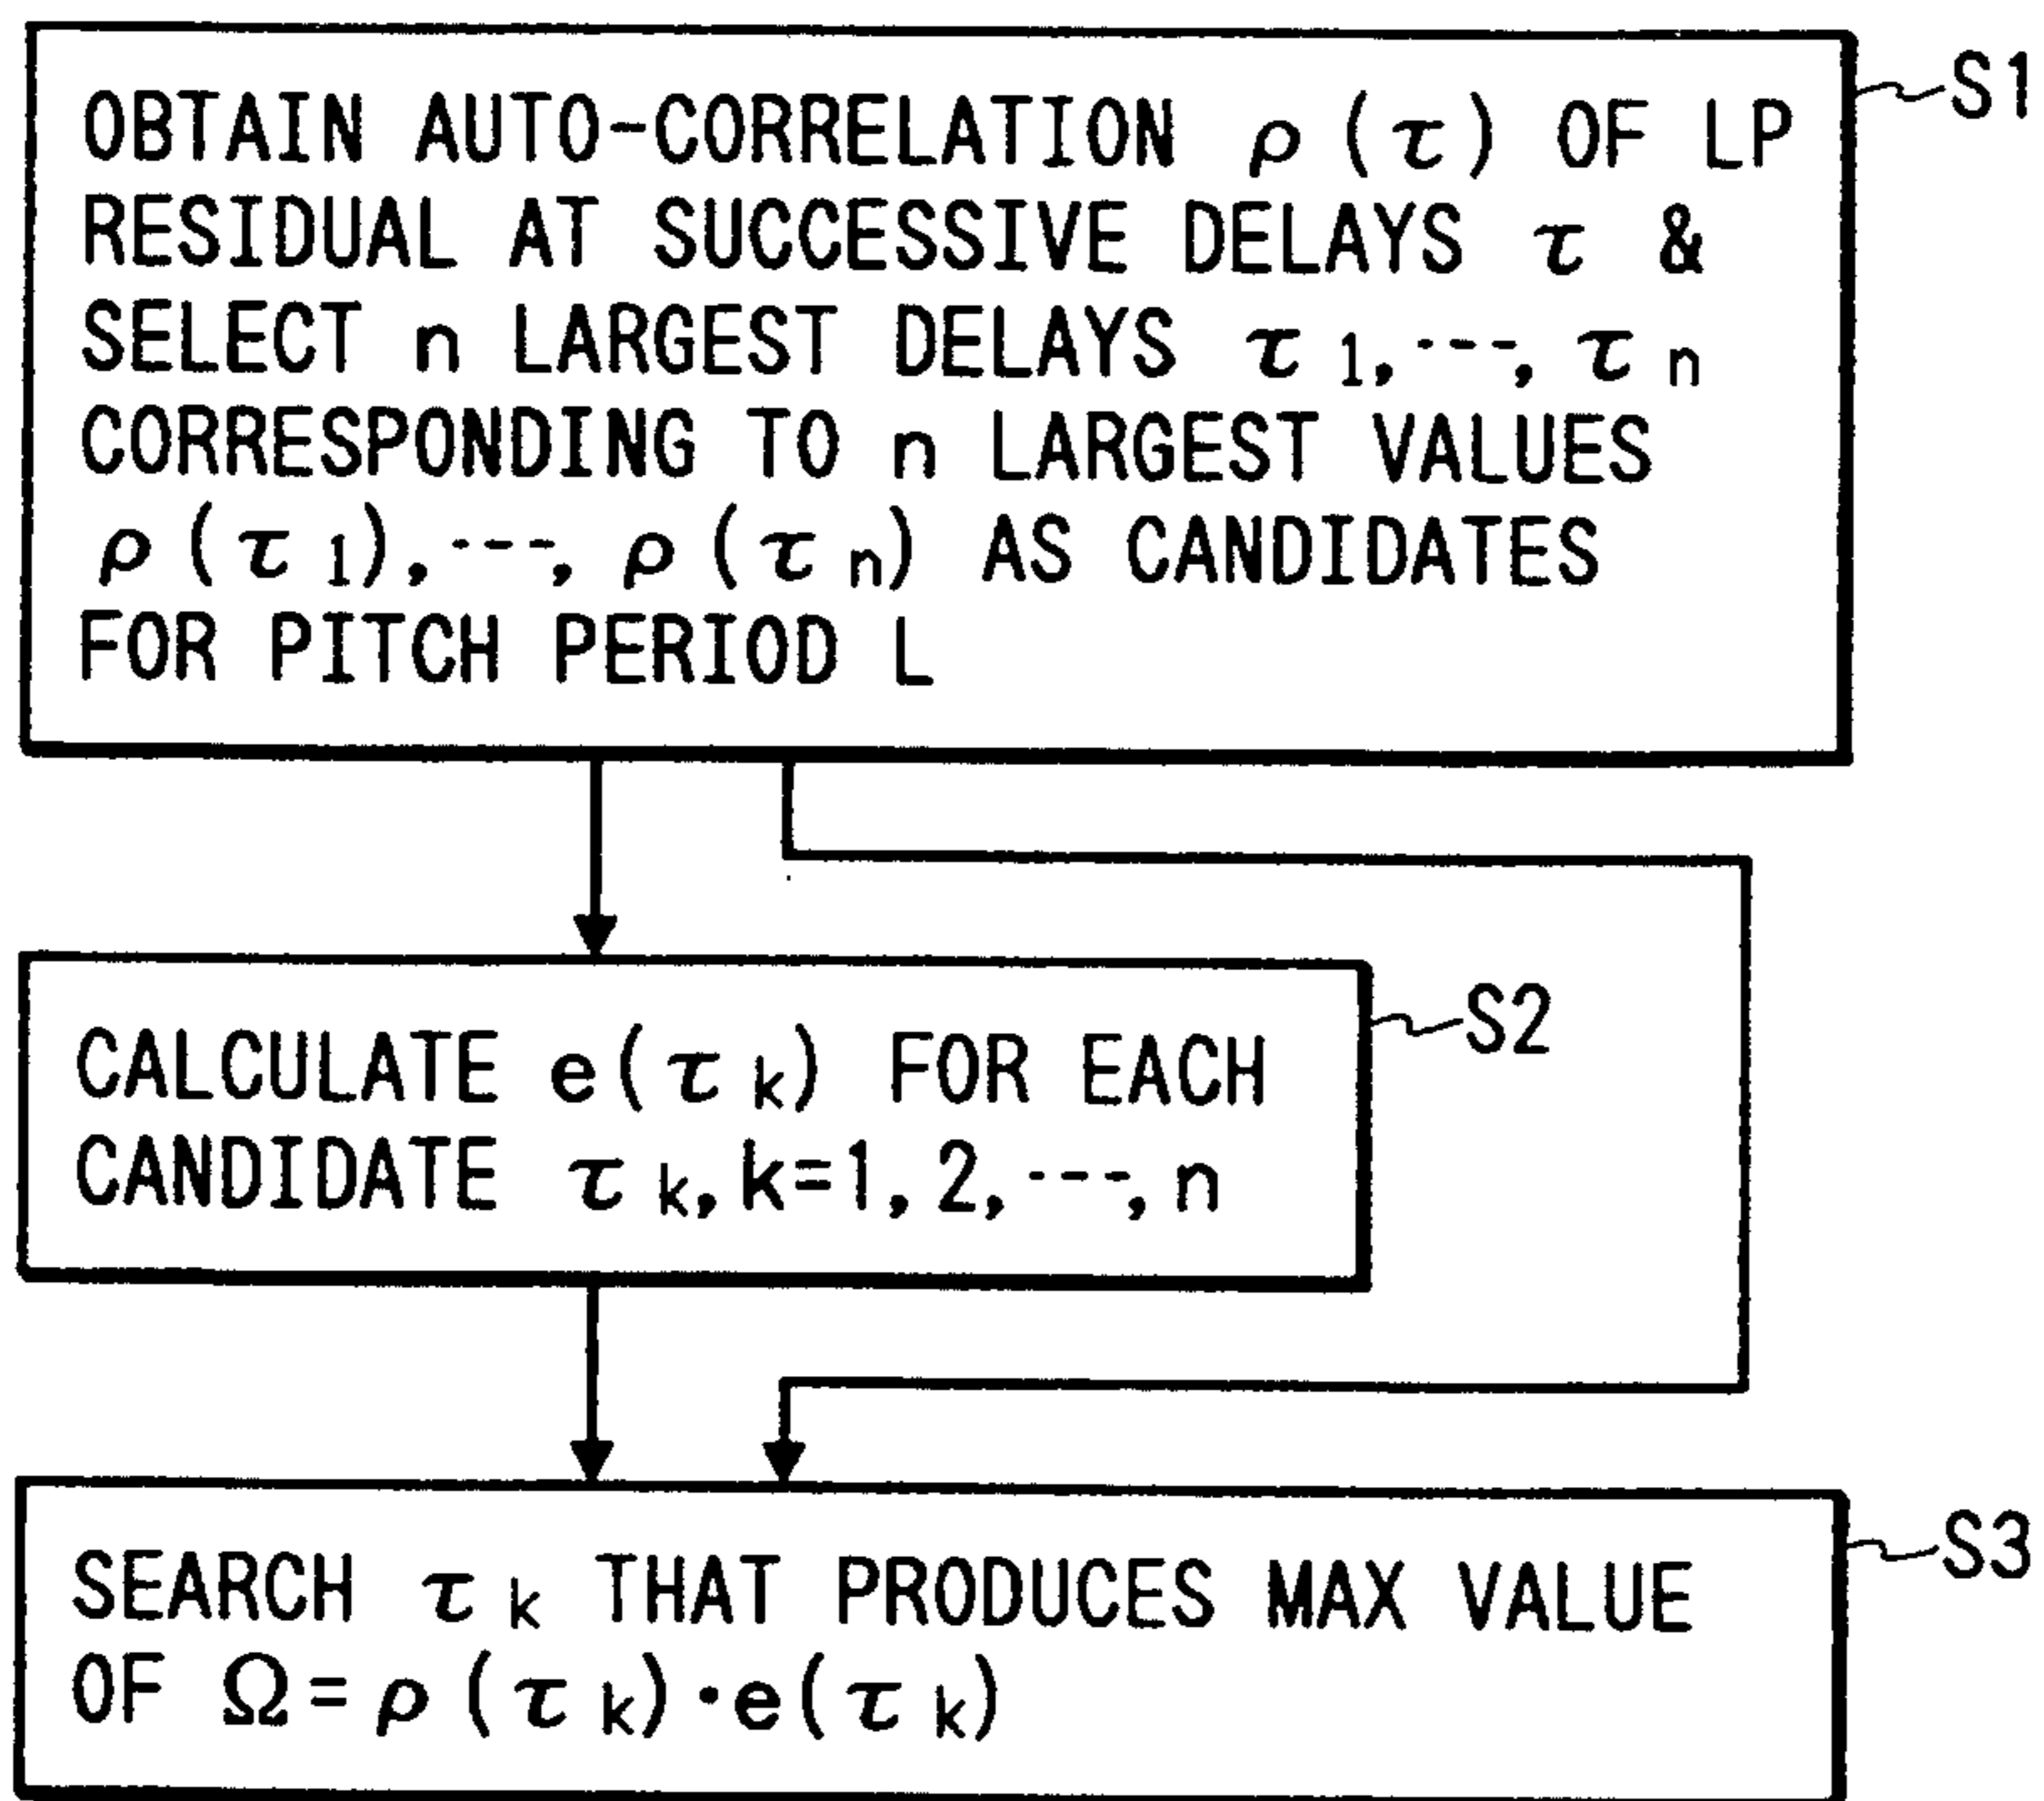 OBTAIN AUTO-CORRELATION ρ(τ) OF LP
RESIDUAL AT SUCCESSIVE DELAYS τ &
SELECT n LARGEST DELAYS τ1,---, τn
CORRESPONDING TO n LARGEST VALUES
ρ(τ1),---, ρ(τn) AS CANDIDATES
FOR PITCH PERIOD L
S1
CALCULATE e(τk) FOR EACH
CANDIDATE τk, k=1, 2, ---, n
S2
SEARCH τk THAT PRODUCES MAX VALUE
OF Ω=ρ(τk)·e(τk)
S3